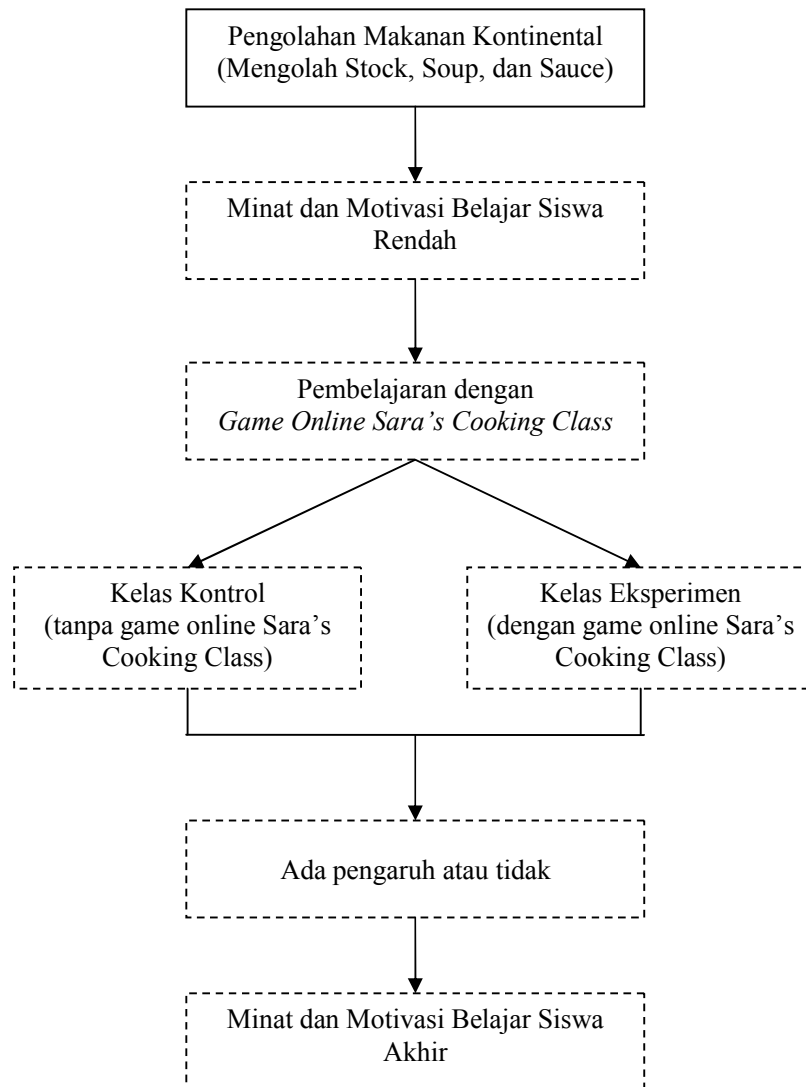 Pengolahan Makanan Kontinental
(Mengolah Stock, Soup, dan Sauce)
Minat dan Motivasi Belajar Siswa
Rendah
Pembelajaran dengan
Game Online Sara’s Cooking Class
Kelas Kontrol
(tanpa game online Sara’s
Cooking Class)
Kelas Eksperimen
(dengan game online Sara’s
Cooking Class)
Ada pengaruh atau tidak
Minat dan Motivasi Belajar Siswa
Akhir